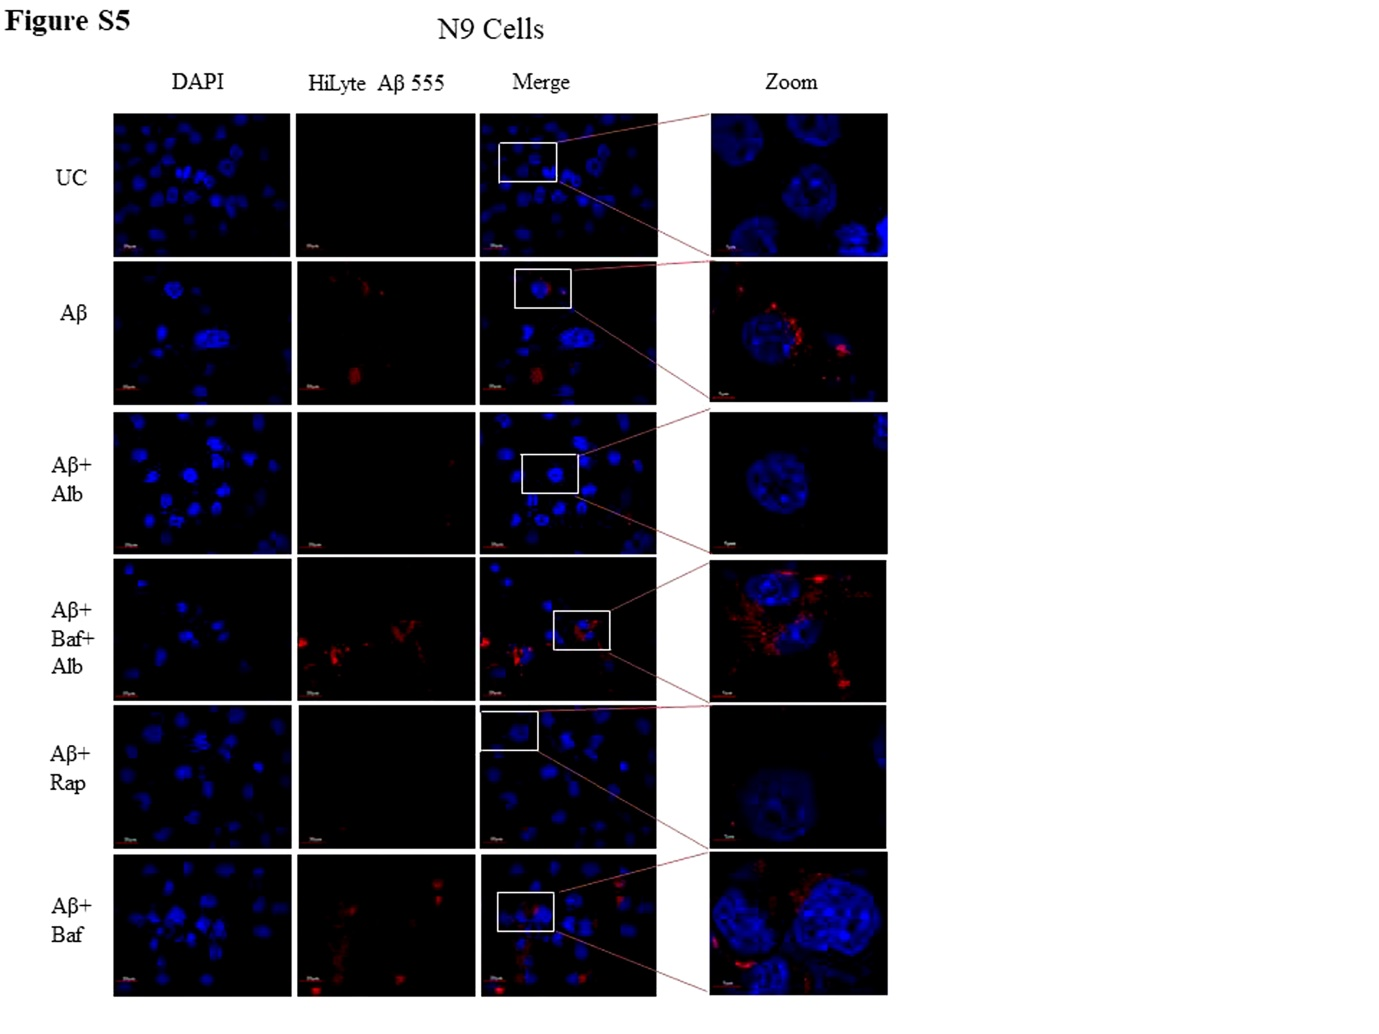 Figure S5
N9 Cells
DAPI HiLyte Aβ 555 Merge Zoom
UC
Aβ
Aβ+
Alb
Aβ+
Baf+
Alb
Aβ+
Rap
Aβ+
Baf